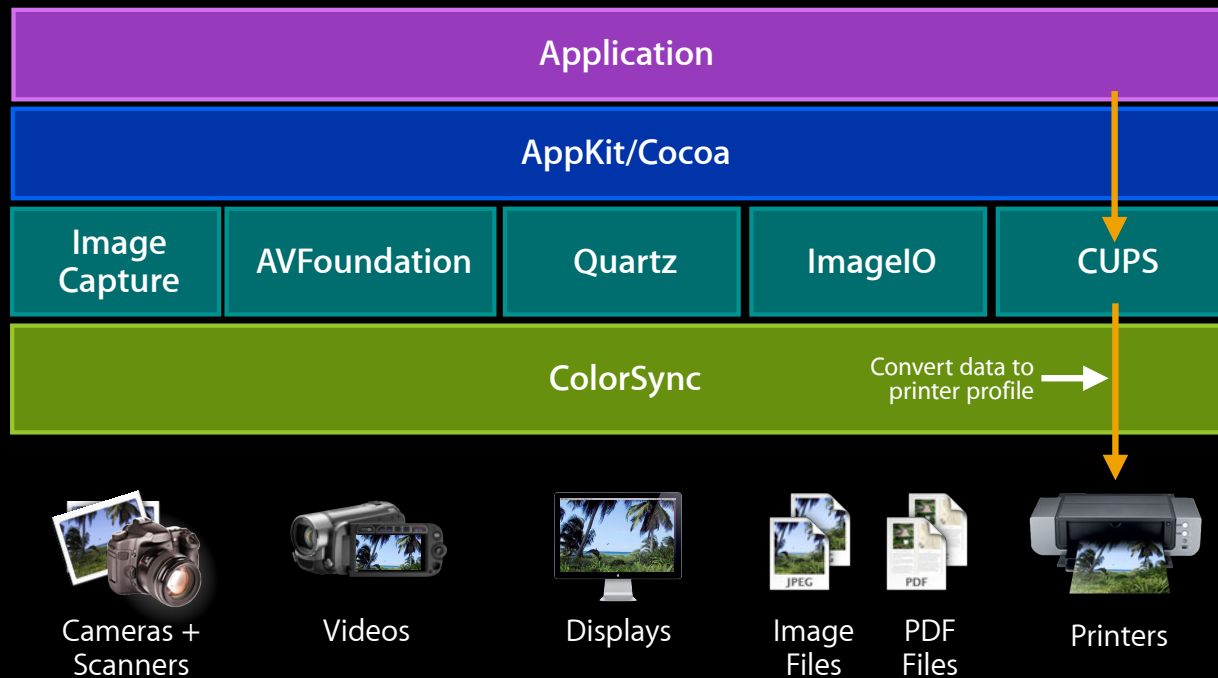 Application
AppKit/Cocoa
Image
Capture
AVFoundation
Quartz
ImageIO
CUPS
ColorSync
Convert data to
printer profile
JPEG
PDF
Cameras +
Scanners
Videos
Displays
Image
Files
PDF
Files
Printers